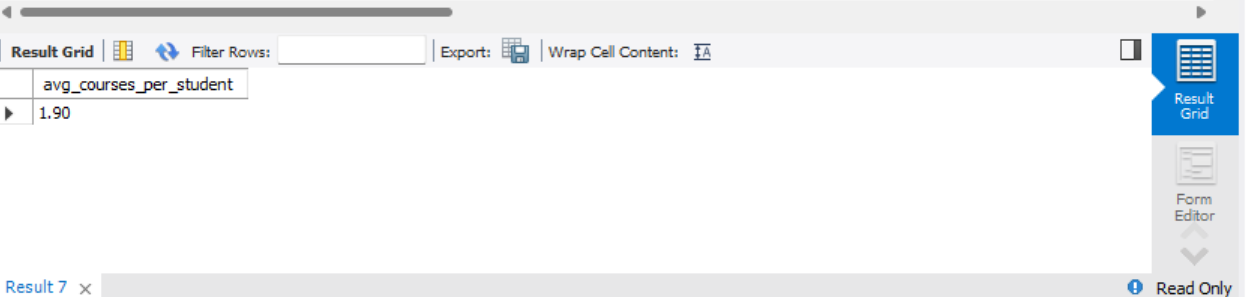 Result Grid Filter Rows: Export: Wrap Cell Content: IA
avg_courses_per_student
1.90
Result
Grid
Form
Editor
Result 7 × Read Only